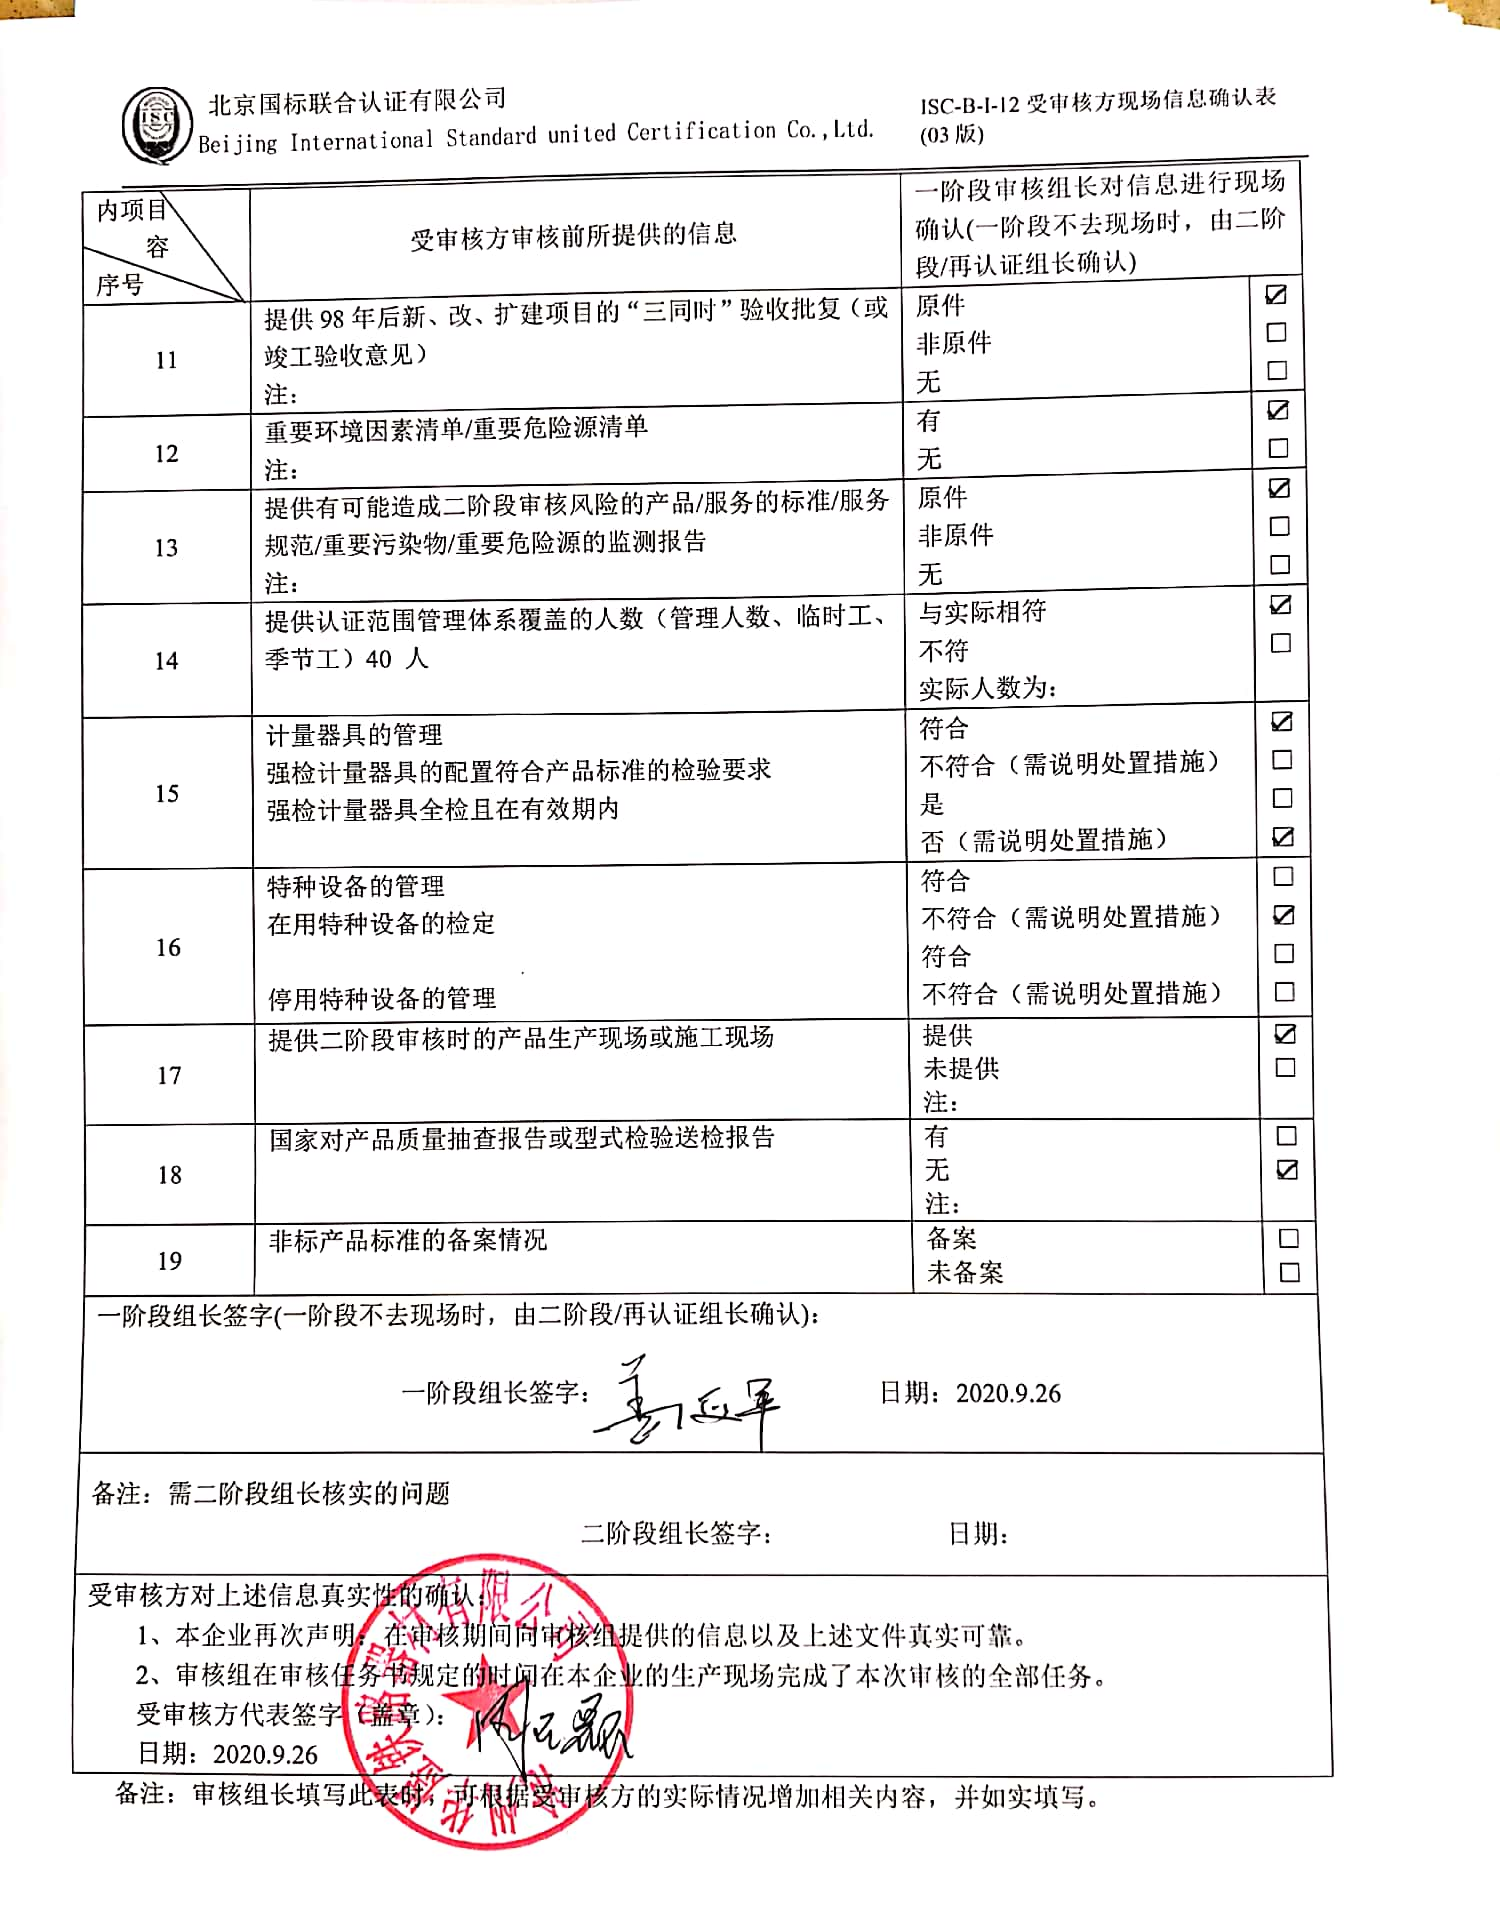 ISC
北京国标联合认证有限公司
Beijing International Standard united Certification Co.,Ltd.
ISC-B-I-12 受审核方现场信息确认表
(03 版)
内项目
容
序号
受审核方审核前所提供的信息
一阶段审核组长对信息进行现场
确认(一阶段不去现场时，由二阶
段/再认证组长确认)
11
提供 98 年后新、改、扩建项目的“三同时”验收批复（或
竣工验收意见）
注：
原件 ☑
非原件 □
无 □
12
重要环境因素清单/重要危险源清单
注：
有 ☑
无 □
13
提供有可能造成二阶段审核风险的产品/服务的标准/服务
规范/重要污染物/重要危险源的监测报告
注：
原件 ☑
非原件 □
无 □
14
提供认证范围管理体系覆盖的人数（管理人数、临时工、
季节工）40 人
与实际相符 ☑
不符 □
实际人数为：
15
计量器具的管理
强检计量器具的配置符合产品标准的检验要求
强检计量器具全检且在有效期内
符合 ☑
不符合（需说明处置措施） □
是 □
否（需说明处置措施） ☑
16
特种设备的管理
在用特种设备的检定
停用特种设备的管理
符合 □
不符合（需说明处置措施） ☑
符合 □
不符合（需说明处置措施） □
17
提供二阶段审核时的产品生产现场或施工现场
提供 ☑
未提供 □
注：
18
国家对产品质量抽查报告或型式检验送检报告
有 □
无 ☑
注：
19
非标产品标准的备案情况
备案 □
未备案 □
一阶段组长签字(一阶段不去现场时，由二阶段/再认证组长确认)：
一阶段组长签字：
日期：2020.9.26
备注：需二阶段组长核实的问题
二阶段组长签字：
日期：
受审核方对上述信息真实性的确认：
1、本企业再次声明：在审核期间向审核组提供的信息以及上述文件真实可靠。
2、审核组在审核任务书规定的时间在本企业的生产现场完成了本次审核的全部任务。
受审核方代表签字（盖章）：
日期：2020.9.26
备注：审核组长填写此表时，可根据受审核方的实际情况增加相关内容，并如实填写。